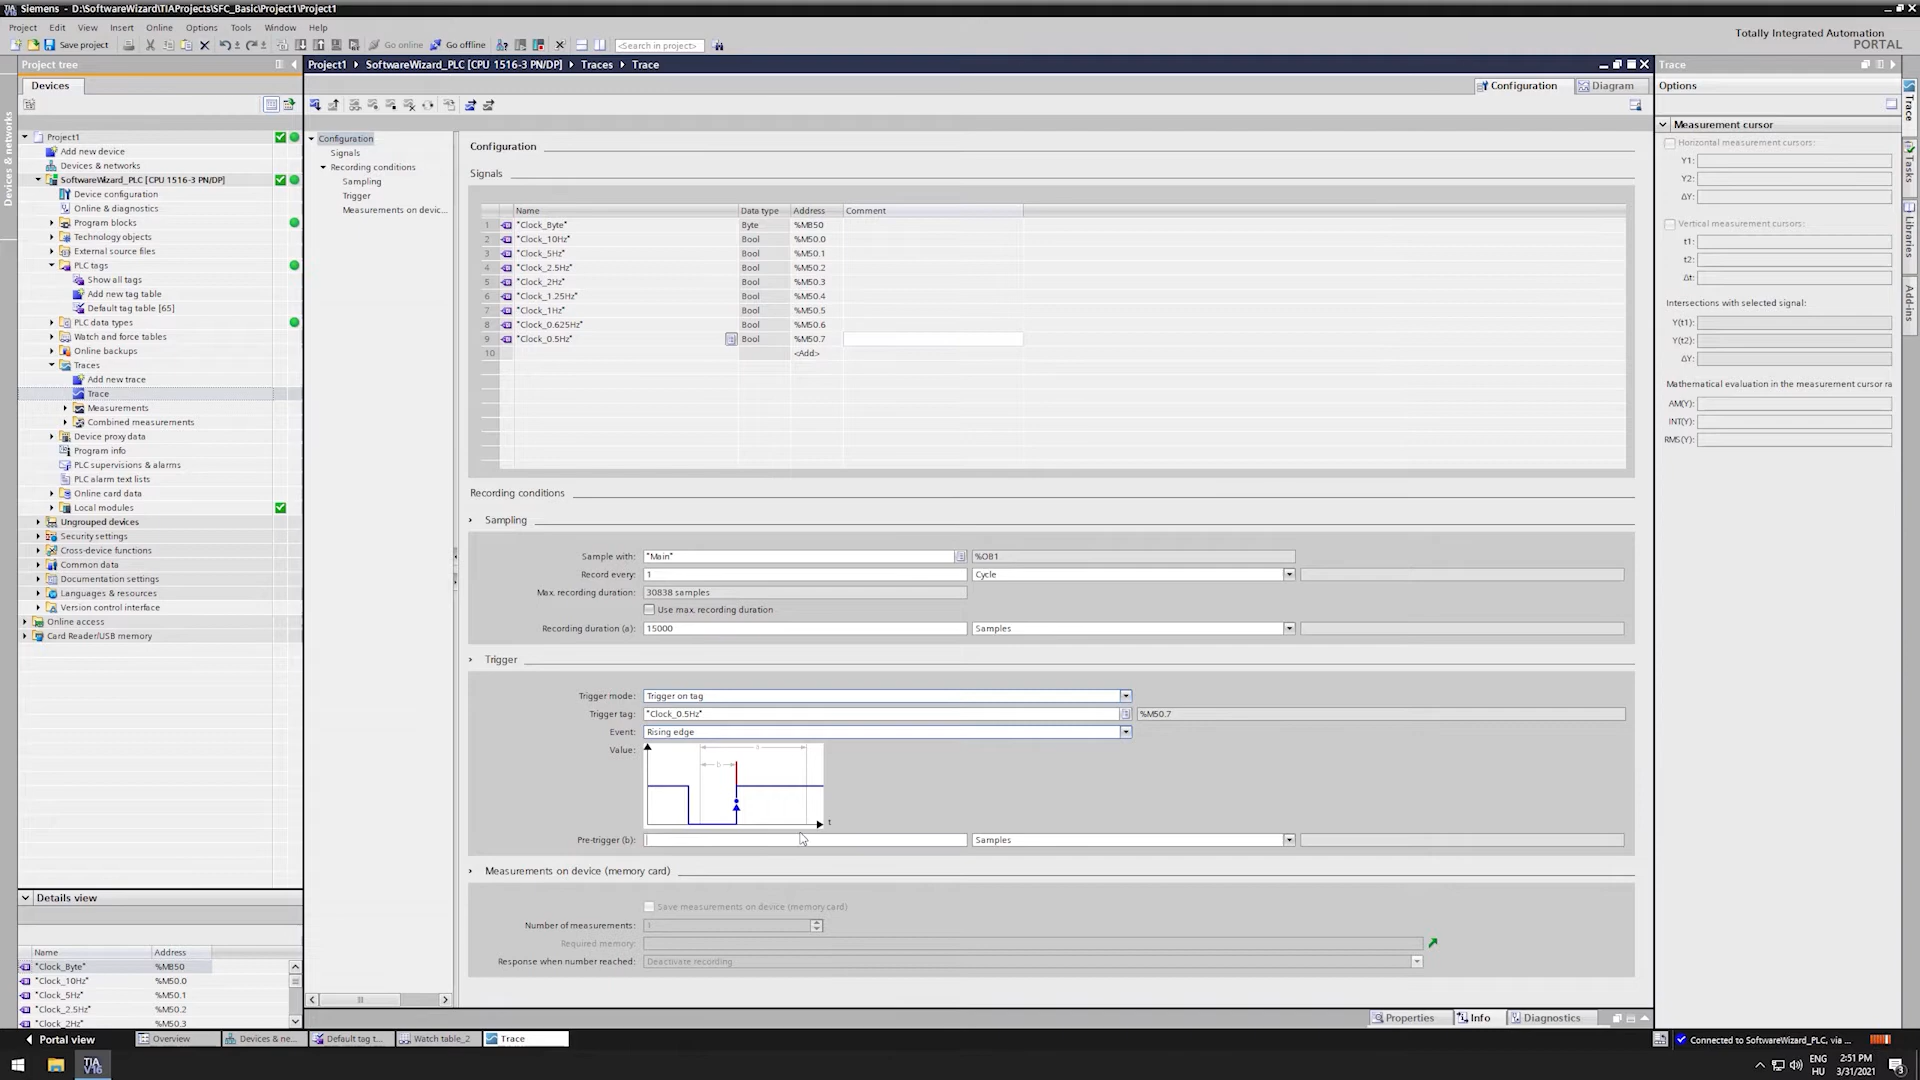 Siemens - D:\SoftwareWizard\TIAProjects\SFC_Basic\Project1\Project1
Project Edit View Insert Online Options Tools Window Help
Totally Integrated Automation
PORTAL
Save project
Go online
Go offline
<Search in project>
Project tree
Project1 ▸ SoftwareWizard_PLC [CPU 1516-3 PN/DP] ▸ Traces ▸ Trace
Trace
Devices
Configuration
Diagram
Options
Devices & networks
Project1
Add new device
Devices & networks
SoftwareWizard_PLC [CPU 1516-3 PN/DP]
Device configuration
Online & diagnostics
Program blocks
Technology objects
External source files
PLC tags
Show all tags
Add new tag table
Default tag table [65]
PLC data types
Watch and force tables
Online backups
Traces
Add new trace
Trace
Measurements
Combined measurements
Device proxy data
Program info
PLC supervisions & alarms
PLC alarm text lists
Online card data
Local modules
Ungrouped devices
Security settings
Cross-device functions
Common data
Documentation settings
Languages & resources
Version control interface
Online access
Card Reader/USB memory
Details view
Name Address
"Clock_Byte" %MB50
"Clock_10Hz" %M50.0
"Clock_5Hz" %M50.1
"Clock_2.5Hz" %M50.2
"Clock_2Hz" %M50.3
Configuration
Signals
Recording conditions
Sampling
Trigger
Measurements on devic...
Configuration
Signals
Name Data type Address Comment
1 "Clock_Byte" Byte %MB50
2 "Clock_10Hz" Bool %M50.0
3 "Clock_5Hz" Bool %M50.1
4 "Clock_2.5Hz" Bool %M50.2
5 "Clock_2Hz" Bool %M50.3
6 "Clock_1.25Hz" Bool %M50.4
7 "Clock_1Hz" Bool %M50.5
8 "Clock_0.625Hz" Bool %M50.6
9 "Clock_0.5Hz" Bool %M50.7
10 <Add>
Recording conditions
Sampling
Sample with: "Main" %OB1
Record every: 1 Cycle
Max. recording duration: 30838 samples
Use max. recording duration
Recording duration (a): 15000 Samples
Trigger
Trigger mode: Trigger on tag
Trigger tag: "Clock_0.5Hz" %M50.7
Event: Rising edge
Value:
a
b
t
Pre-trigger (b): Samples
Measurements on device (memory card)
Save measurements on device (memory card)
Number of measurements: 1
Required memory:
Response when number reached: Deactivate recording
Measurement cursor
Horizontal measurement cursors:
Y1:
Y2:
ΔY:
Vertical measurement cursors:
t1:
t2:
Δt:
Intersections with selected signal:
Y(t1):
Y(t2):
ΔY:
Mathematical evaluation in the measurement cursor ra
AM(Y):
INT(Y):
RMS(Y):
Trace
Tasks
Libraries
Add-ins
Properties Info Diagnostics
Portal view Overview Devices & ne... Default tag t... Watch table_2 Trace
Connected to SoftwareWizard_PLC, via ...
TIA
V16
ENG
HU
2:51 PM
3/31/2021
3